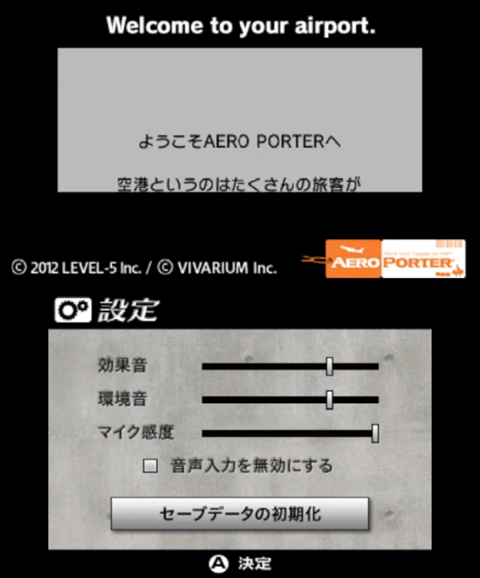 Welcome to your airport.
ようこそAERO PORTERへ
空港というのはたくさんの旅客が
© 2012 LEVEL-5 Inc. / © VIVARIUM Inc.
AERO PORTER
設定
効果音
環境音
マイク感度
音声入力を無効にする
セーブデータの初期化
A 決定